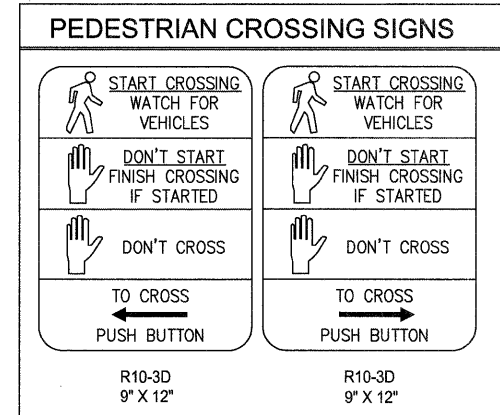 PEDESTRIAN CROSSING SIGNS
START CROSSING
WATCH FOR
VEHICLES
DON'T START
FINISH CROSSING
IF STARTED
DON'T CROSS
TO CROSS
PUSH BUTTON
R10-3D
9" X 12"
START CROSSING
WATCH FOR
VEHICLES
DON'T START
FINISH CROSSING
IF STARTED
DON'T CROSS
TO CROSS
PUSH BUTTON
R10-3D
9" X 12"